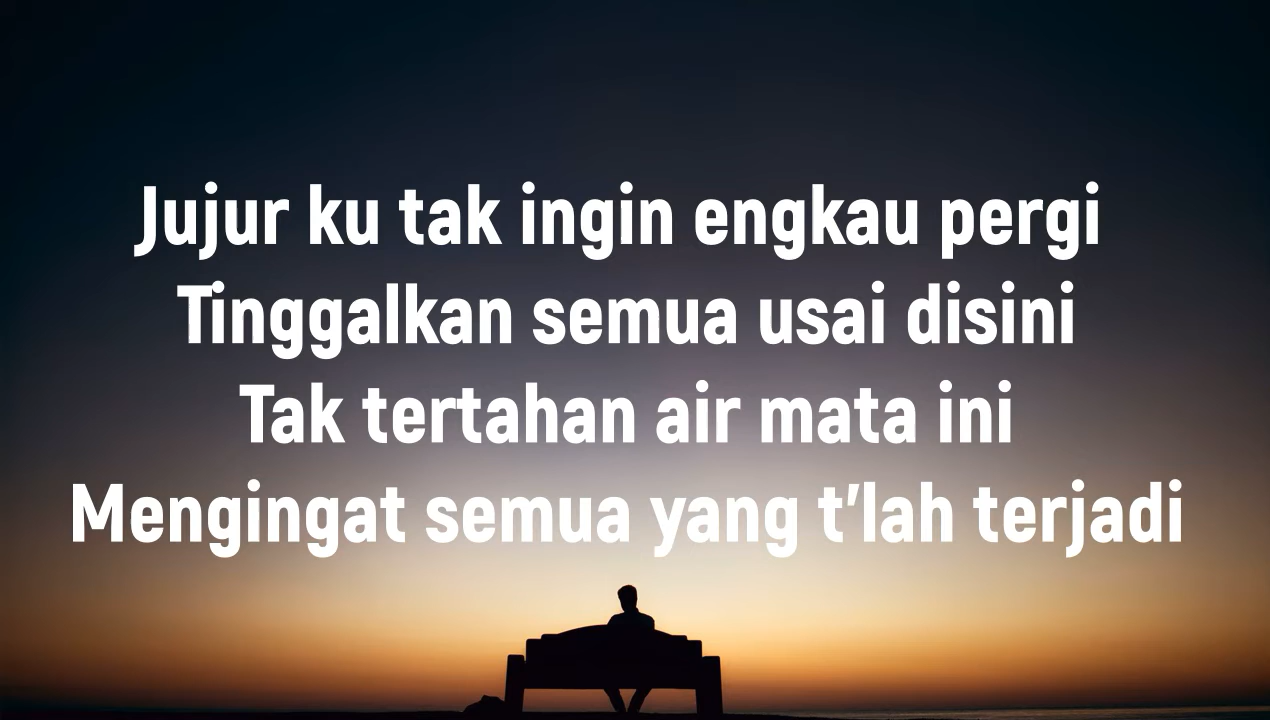 Jujur ku tak ingin engkau pergi
Tinggalkan semua usai disini
Tak tertahan air mata ini
Mengingat semua yang t'lah terjadi